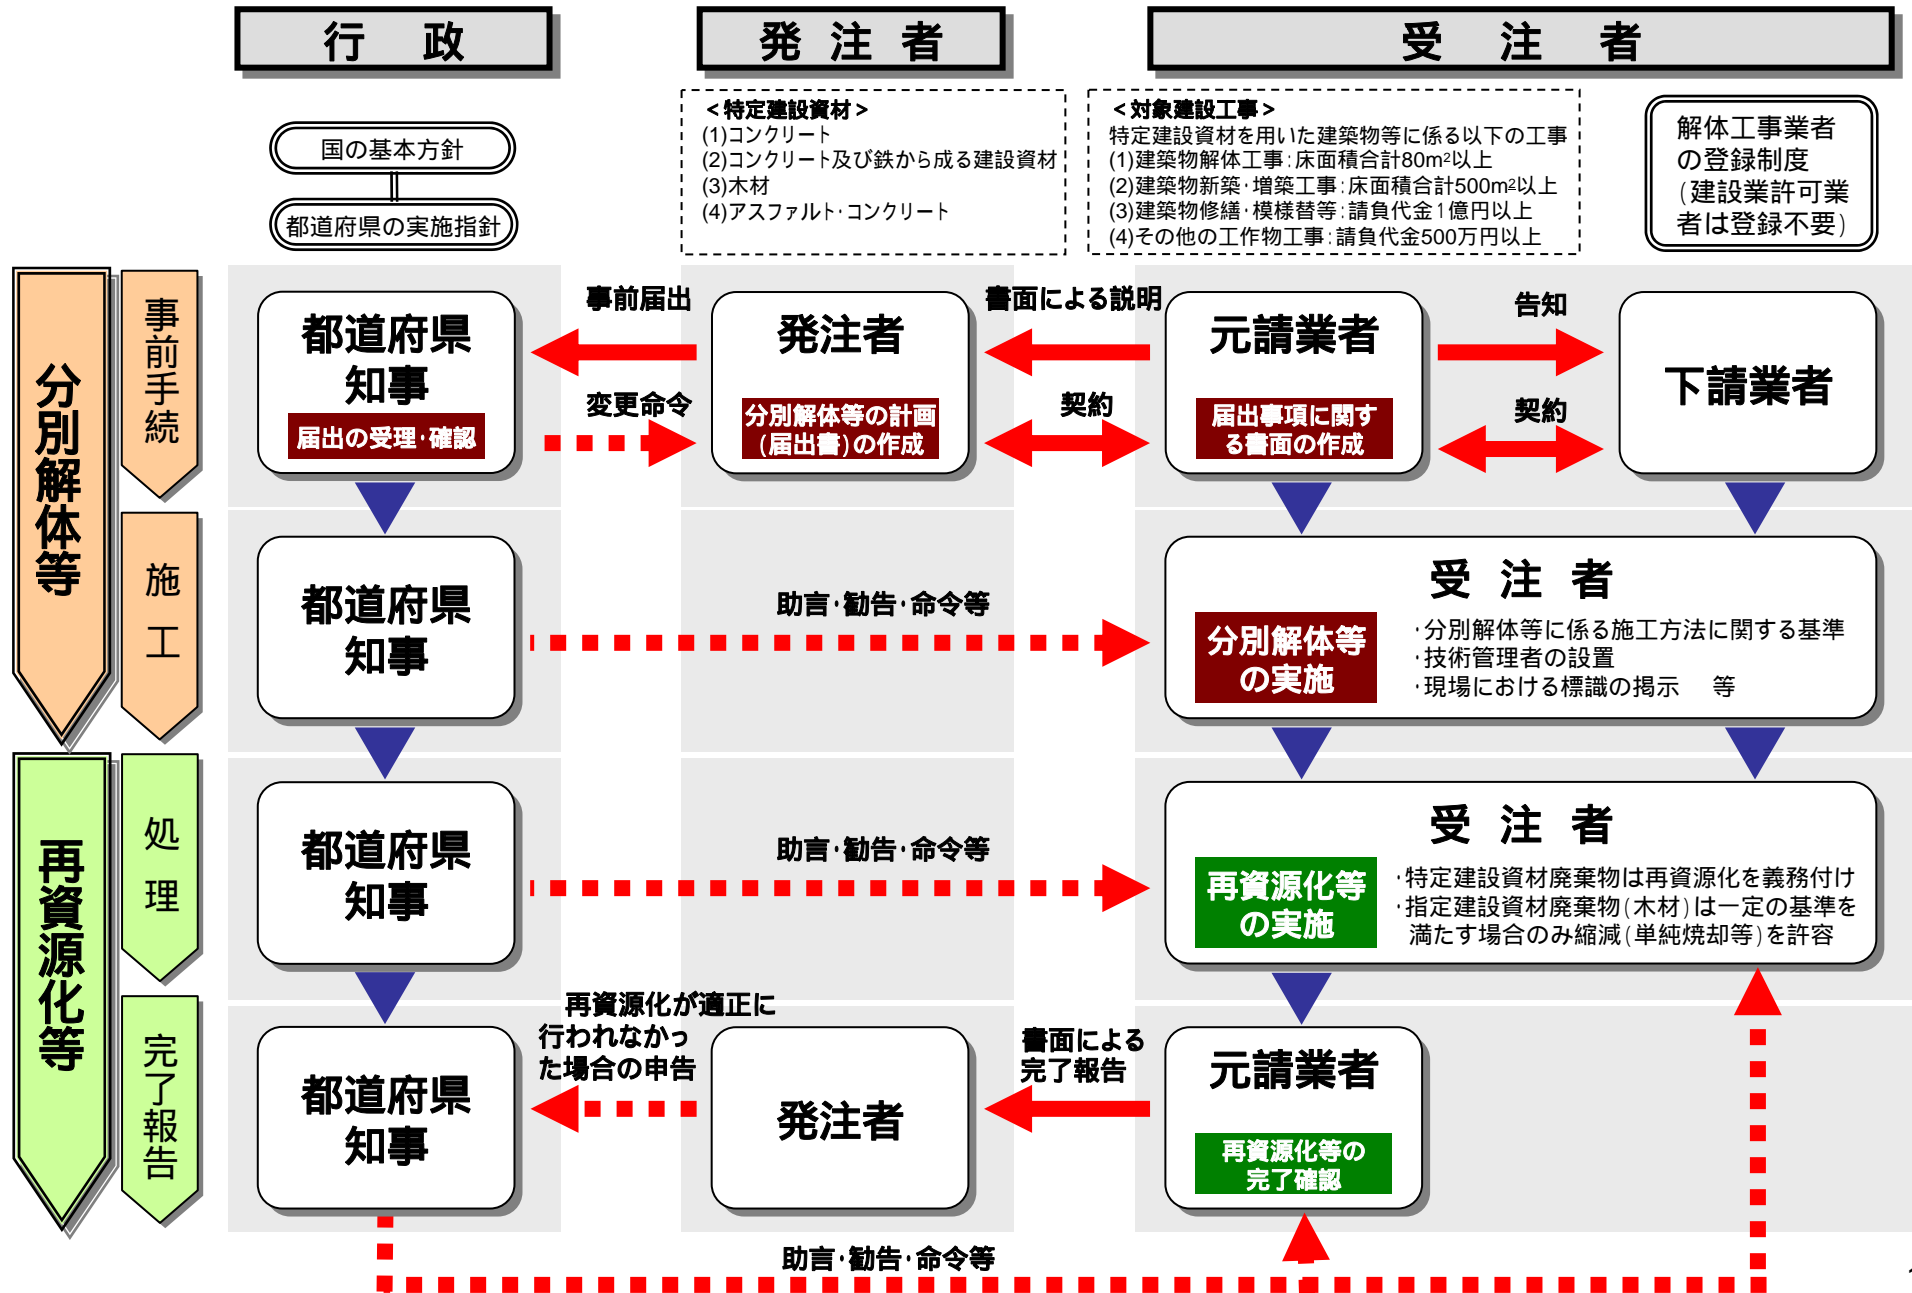 行 政
発 注 者
受 注 者
国の基本方針
都道府県の実施指針
＜特定建設資材＞
(1)コンクリート
(2)コンクリート及び鉄から成る建設資材
(3)木材
(4)アスファルト・コンクリート
＜対象建設工事＞
特定建設資材を用いた建築物等に係る以下の工事
(1)建築物解体工事：床面積合計80m²以上
(2)建築物新築・増築工事：床面積合計500m²以上
(3)建築物修繕・模様替等：請負代金１億円以上
(4)その他の工作物工事：請負代金500万円以上
解体工事業者
の登録制度
(建設業許可業
者は登録不要)
分別解体等
事前手続
都道府県
知事
届出の受理・確認
事前届出
変更命令
発注者
分別解体等の計画
(届出書)の作成
書面による説明
契約
元請業者
届出事項に関す
る書面の作成
告知
契約
下請業者
施 工
都道府県
知事
助言・勧告・命令等
受 注 者
分別解体等
の実施
・分別解体等に係る施工方法に関する基準
・技術管理者の設置
・現場における標識の掲示　等
再資源化等
処 理
都道府県
知事
助言・勧告・命令等
受 注 者
再資源化等
の実施
・特定建設資材廃棄物は再資源化を義務付け
・指定建設資材廃棄物(木材)は一定の基準を
満たす場合のみ縮減(単純焼却等)を許容
完了報告
都道府県
知事
再資源化が適正に
行われなかっ
た場合の申告
発注者
書面による
完了報告
元請業者
再資源化等の
完了確認
助言・勧告・命令等